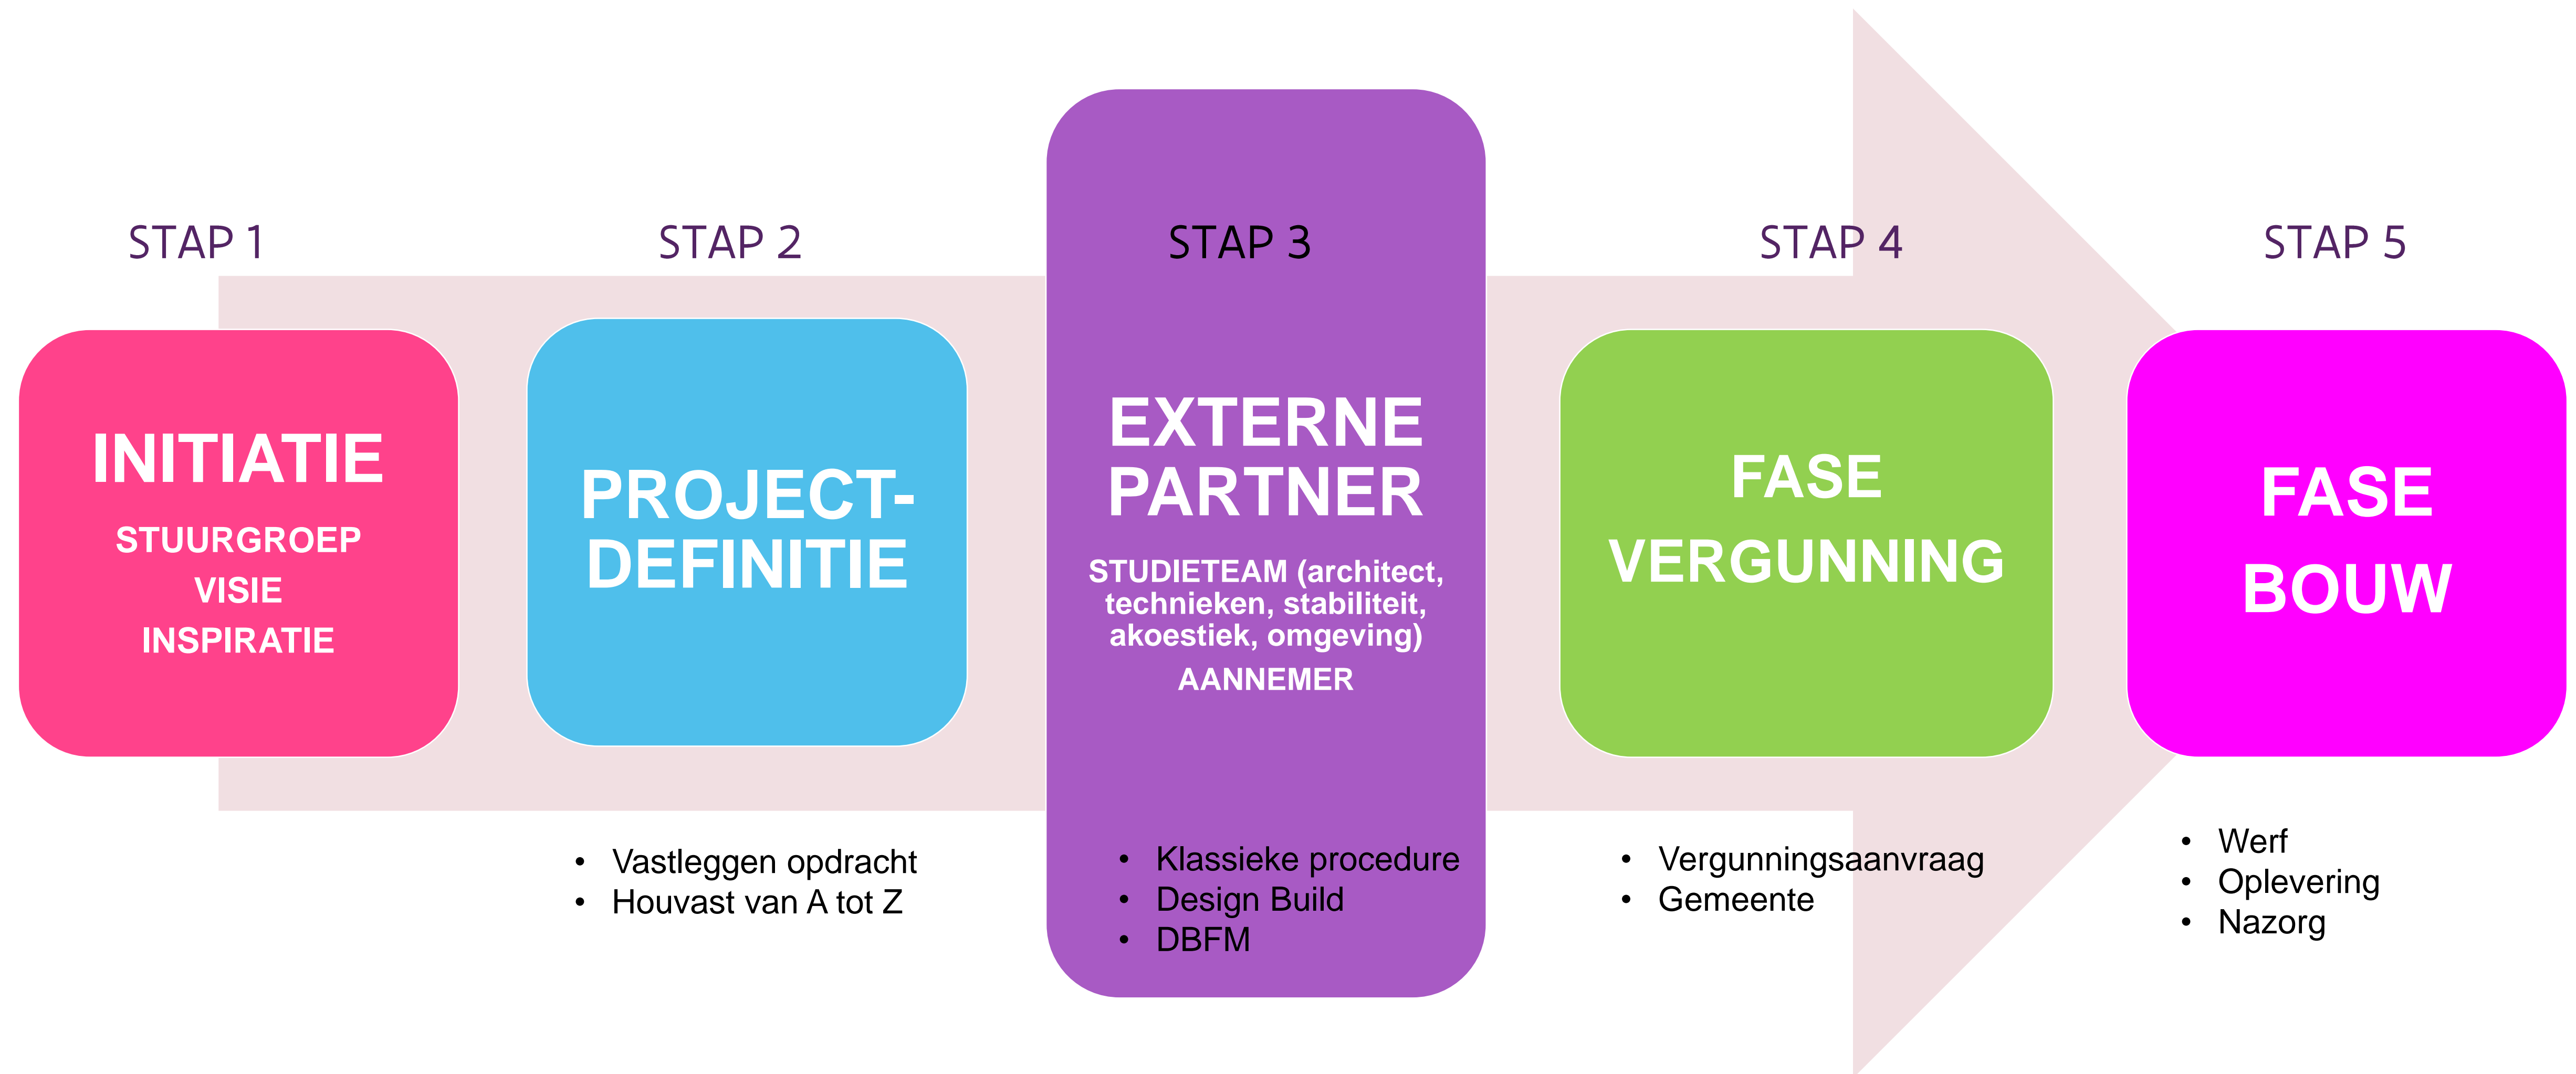 STAP 1
INITIATIE
STUURGROEP
VISIE
INSPIRATIE
STAP 2
PROJECT-
DEFINITIE
• Vastleggen opdracht
• Houvast van A tot Z
STAP 3
EXTERNE
PARTNER
STUDIETEAM (architect,
technieken, stabiliteit,
akoestiek, omgeving)
AANNEMER
• Klassieke procedure
• Design Build
• DBFM
STAP 4
FASE
VERGUNNING
• Vergunningsaanvraag
• Gemeente
STAP 5
FASE
BOUW
• Werf
• Oplevering
• Nazorg